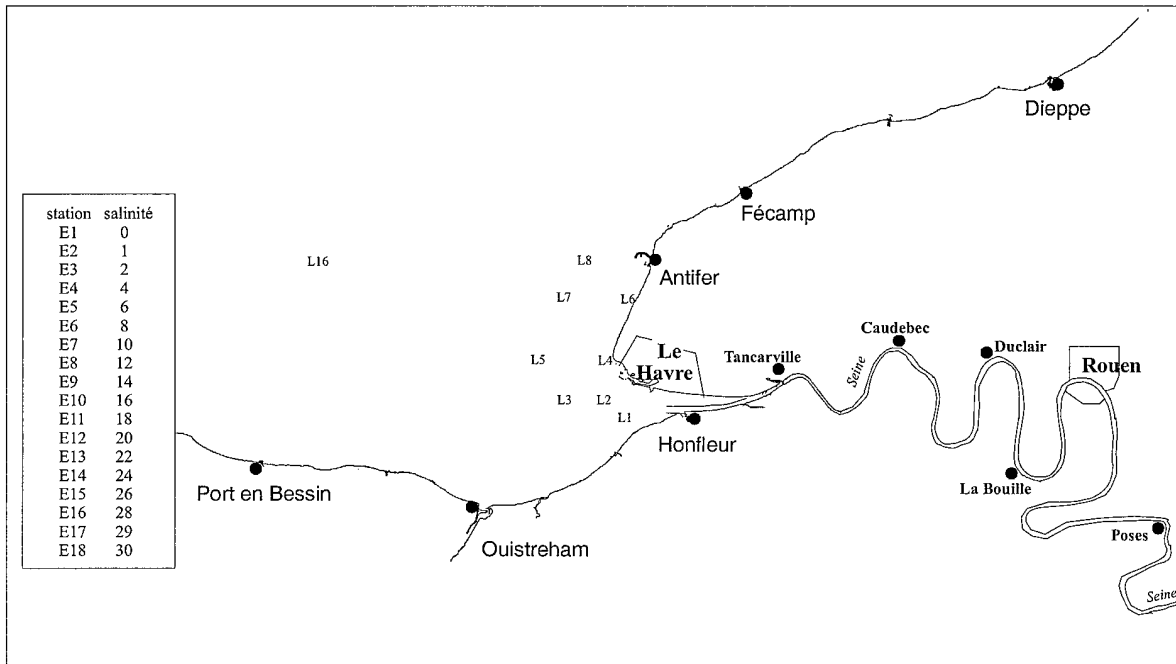 station salinité
E1 0
E2 1
E3 2
E4 4
E5 6
E6 8
E7 10
E8 12
E9 14
E10 16
E11 18
E12 20
E13 22
E14 24
E15 26
E16 28
E17 29
E18 30
Dieppe
Fécamp
L16
L8
Antifer
L7
L6
L5
L4
Le
Havre
Tancarville
Seine
Caudebec
Duclair
Rouen
L3
L2
L1
Honfleur
Port en Bessin
Ouistreham
La Bouille
Poses
Seine